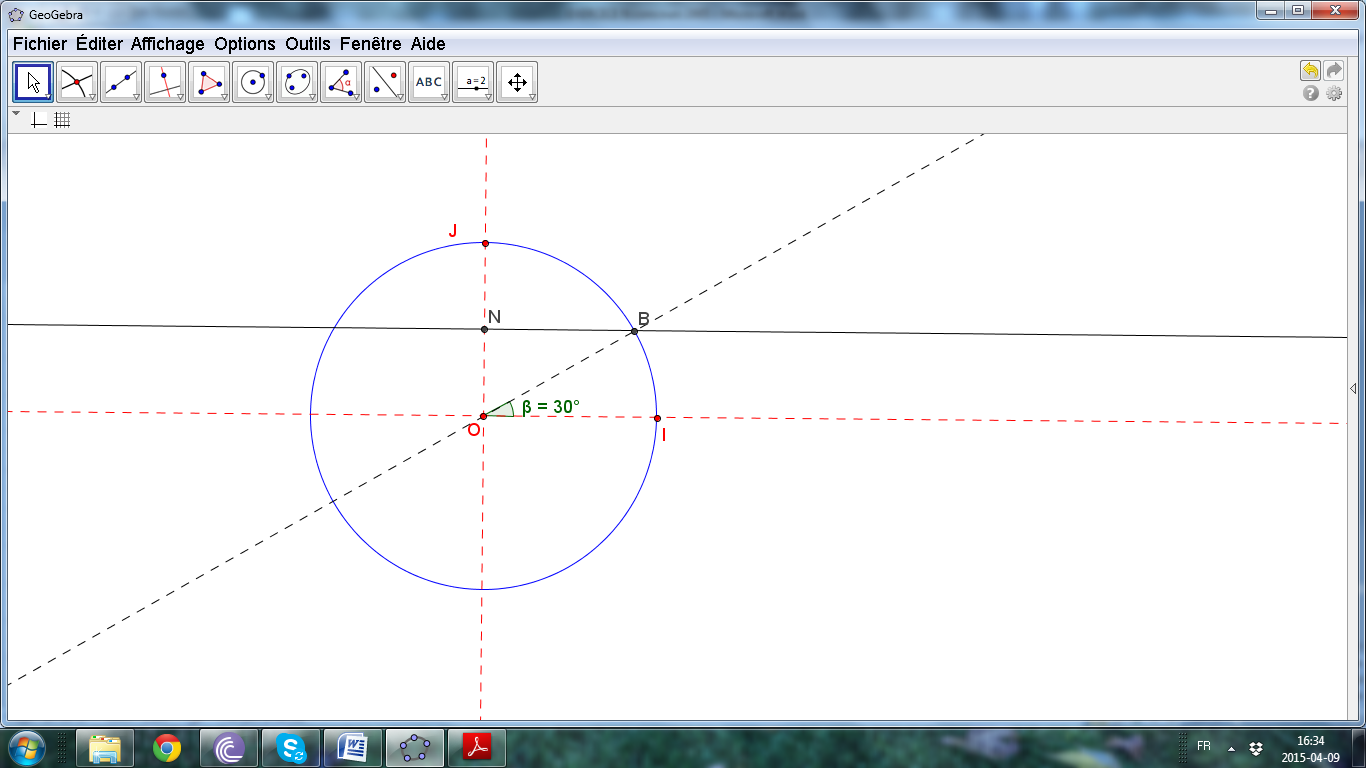 GeoGebra
Fichier Éditer Affichage Options Outils Fenêtre Aide
ABC
a=2
α
J
N
B
β = 30°
O
I
FR
16:34
2015-04-09